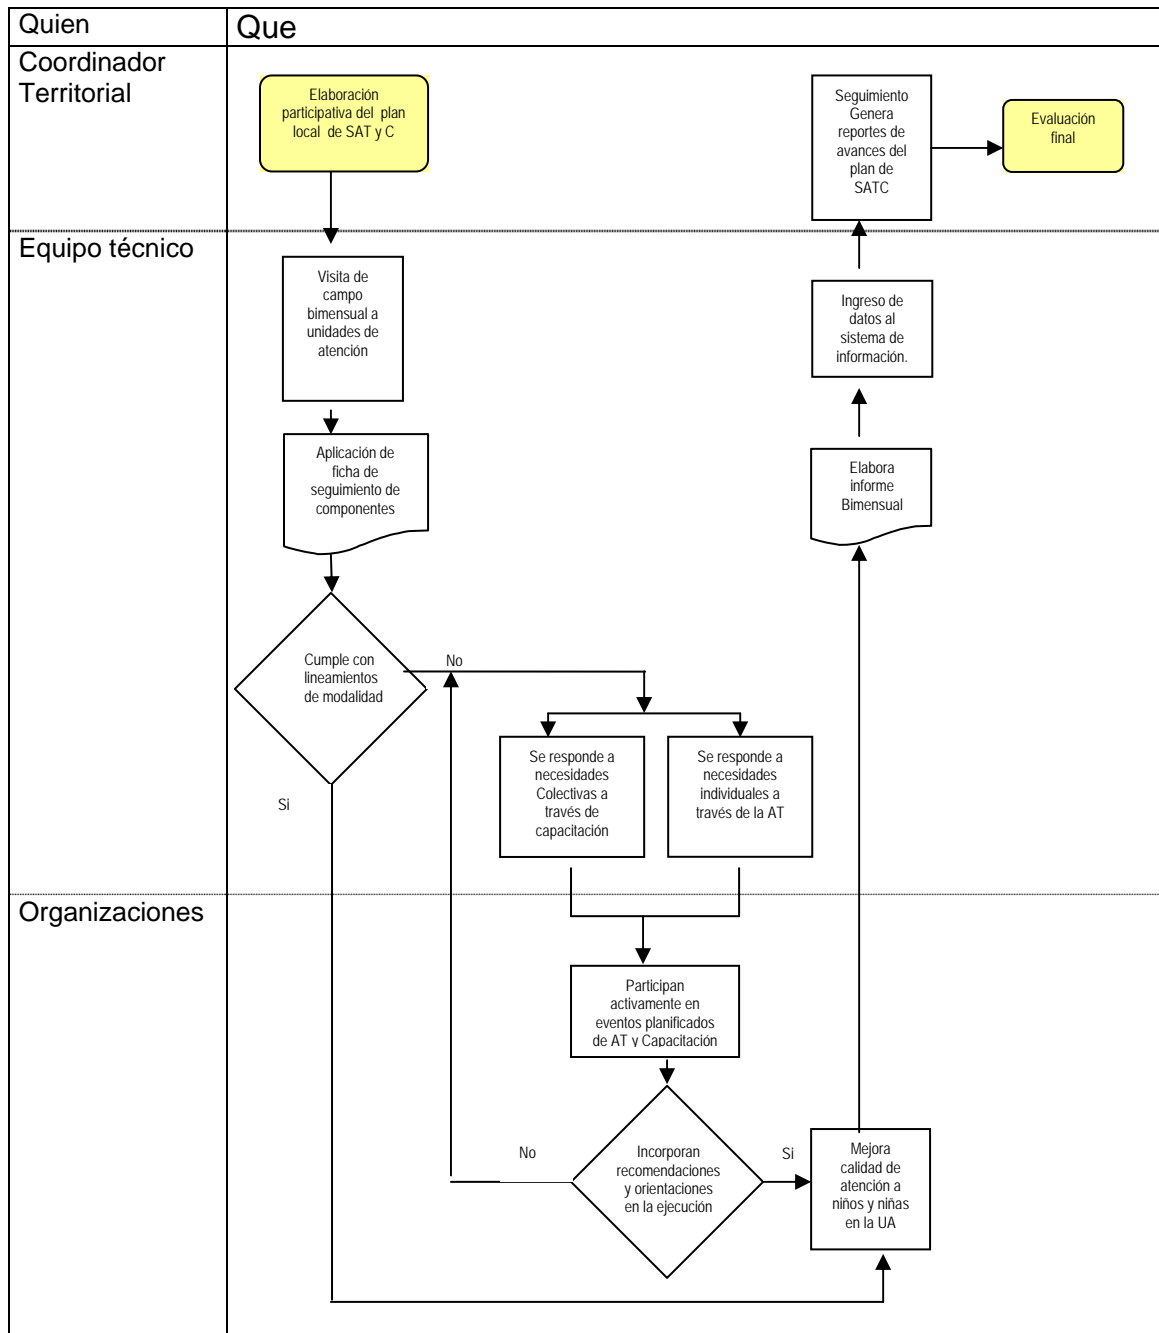 Quien
Que
Coordinador
Territorial
Elaboración
participativa del plan
local de SAT y C
Seguimiento
Genera
reportes de
avances del
plan de
SATC
Evaluación
final
Equipo técnico
Visita de
campo
bimensual a
unidades de
atención
Ingreso de
datos al
sistema de
información.
Aplicación de
ficha de
seguimiento de
componentes
Elabora
informe
Bimensual
Cumple con
lineamientos
de modalidad
No
Si
Se responde a
necesidades
Colectivas a
través de
capacitación
Se responde a
necesidades
individuales a
través de la AT
Organizaciones
Participan
activamente en
eventos planificados
de AT y Capacitación
No
Incorporan
recomendaciones
y orientaciones
en la ejecución
Si
Mejora
calidad de
atención a
niños y niñas
en la UA